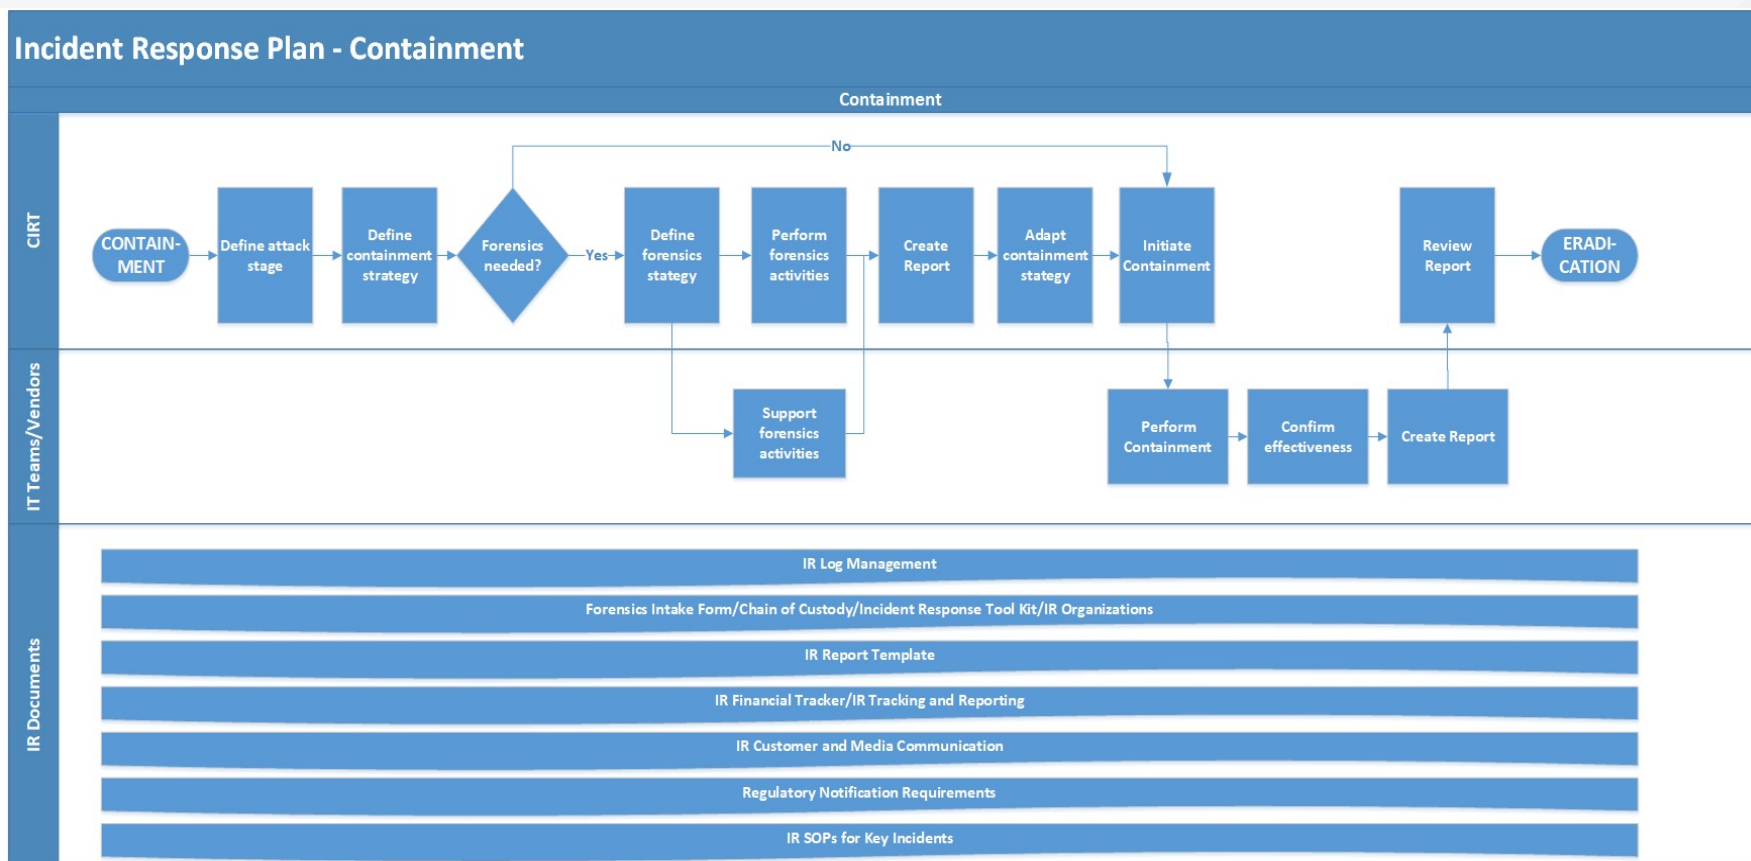 Incident Response Plan - Containment
Containment
CIRT
No
CONTAIN-
MENT
Define attack
stage
Define
containment
strategy
Forensics
needed?
Yes
Define
forensics
stategy
Perform
forensics
activities
Create
Report
Adapt
containment
stategy
Initiate
Containment
Review
Report
ERADI-
CATION
IT Teams/Vendors
Support
forensics
activities
Perform
Containment
Confirm
effectiveness
Create Report
IR Documents
IR Log Management
Forensics Intake Form/Chain of Custody/Incident Response Tool Kit/IR Organizations
IR Report Template
IR Financial Tracker/IR Tracking and Reporting
IR Customer and Media Communication
Regulatory Notification Requirements
IR SOPs for Key Incidents